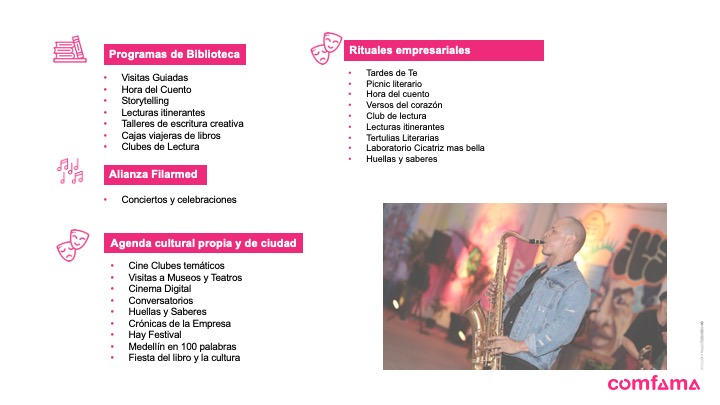 Programas de Biblioteca
• Visitas Guiadas
• Hora del Cuento
• Storytelling
• Lecturas itinerantes
• Talleres de escritura creativa
• Cajas viajeras de libros
• Clubes de Lectura
Alianza Filarmed
• Conciertos y celebraciones
Agenda cultural propia y de ciudad
• Cine Clubes temáticos
• Visitas a Museos y Teatros
• Cinema Digital
• Conversatorios
• Huellas y Saberes
• Crónicas de la Empresa
• Hay Festival
• Medellín en 100 palabras
• Fiesta del libro y la cultura
Rituales empresariales
• Tardes de Te
• Picnic literario
• Hora del cuento
• Versos del corazón
• Club de lectura
• Lecturas itinerantes
• Tertulias Literarias
• Laboratorio Cicatriz mas bella
• Huellas y saberes
comfama